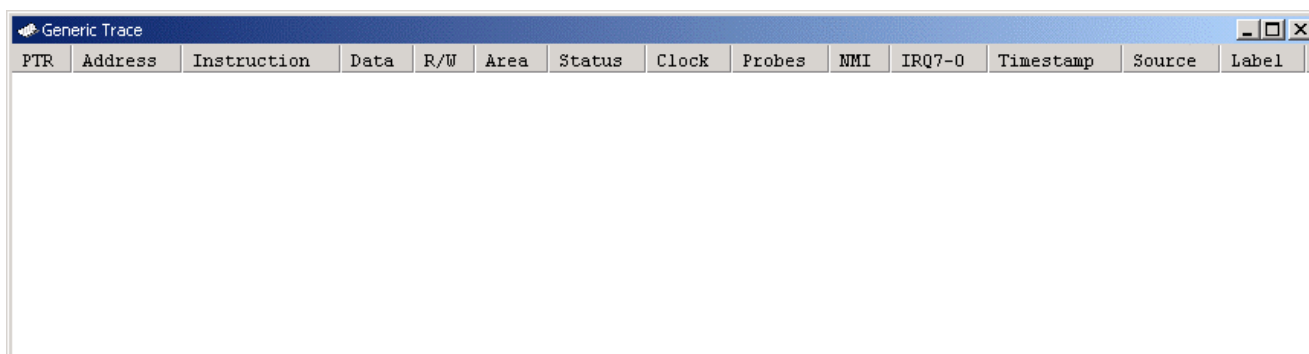 Generic Trace
PTR Address Instruction Data R/W Area Status Clock Probes NMI IRQ7-0 Timestamp Source Label